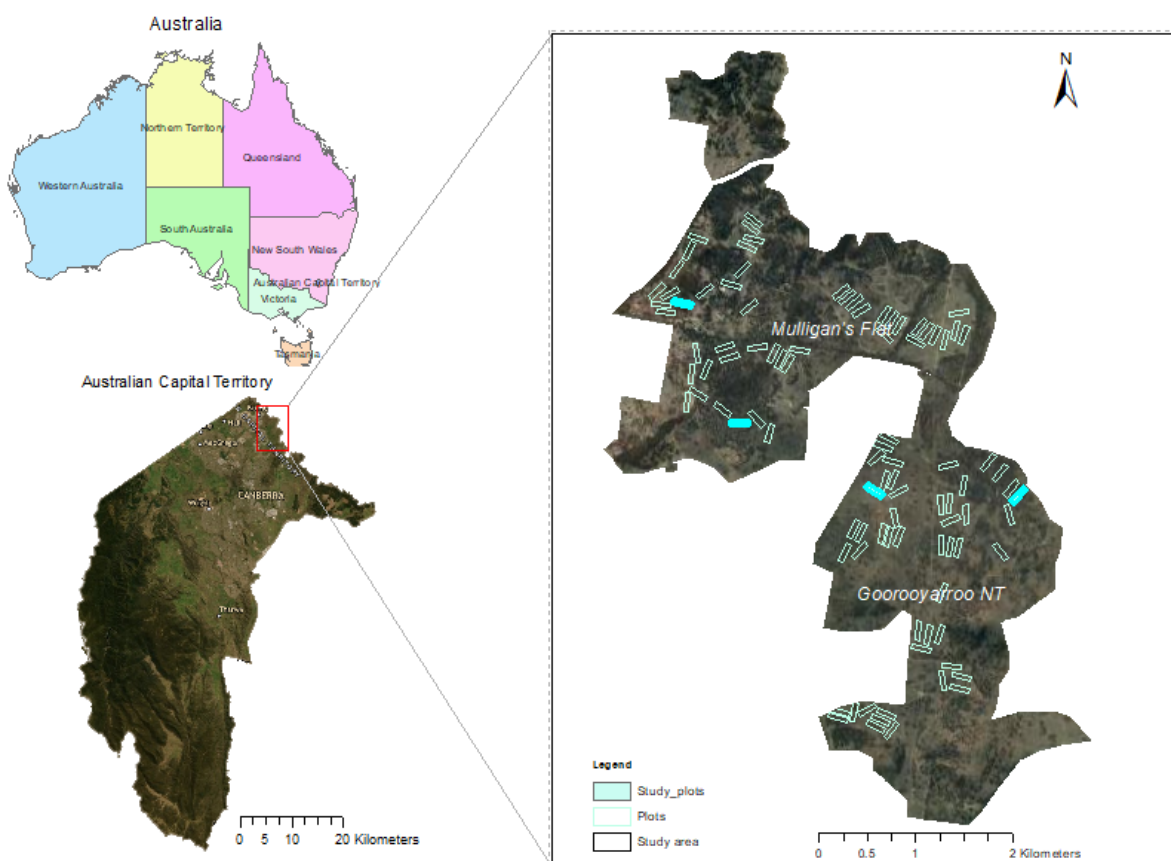 Australia
Northern Territory
Queensland
Western Australia
South Australia
New South Wales
Australian Capital Territory
Victoria
Tasmania
Australian Capital Territory
CANBERRA
Tharwa
0 5 10 20 Kilometers
N
Mulligan's Flat
Goorooyarroo NT
Legend
Study_plots
Plots
Study area
0 0.5 1 2 Kilometers